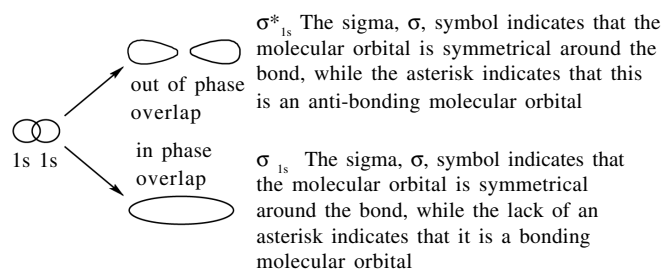 σ*1s The sigma, σ, symbol indicates that the
molecular orbital is symmetrical around the
bond, while the asterisk indicates that this
is an anti-bonding molecular orbital
out of phase
overlap
1s 1s
in phase
overlap
σ 1s The sigma, σ, symbol indicates that
the molecular orbital is symmetrical
around the bond, while the lack of an
asterisk indicates that it is a bonding
molecular orbital